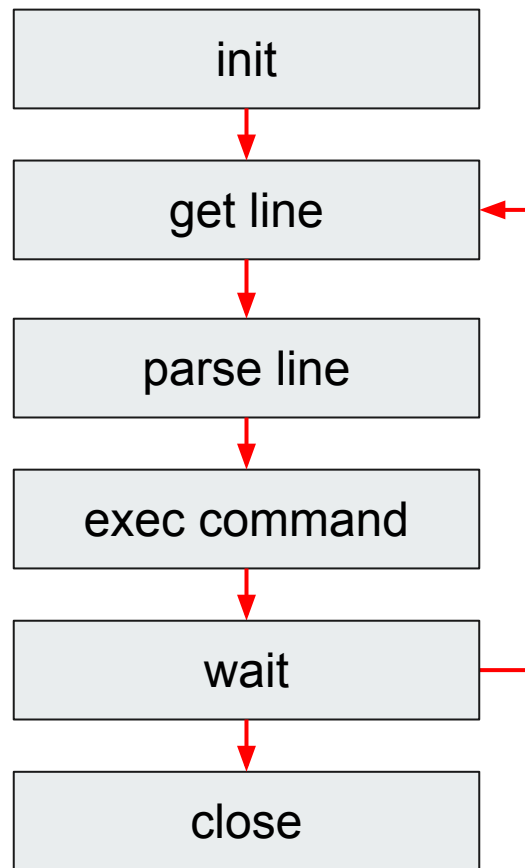 init
get line
parse line
exec command
wait
close